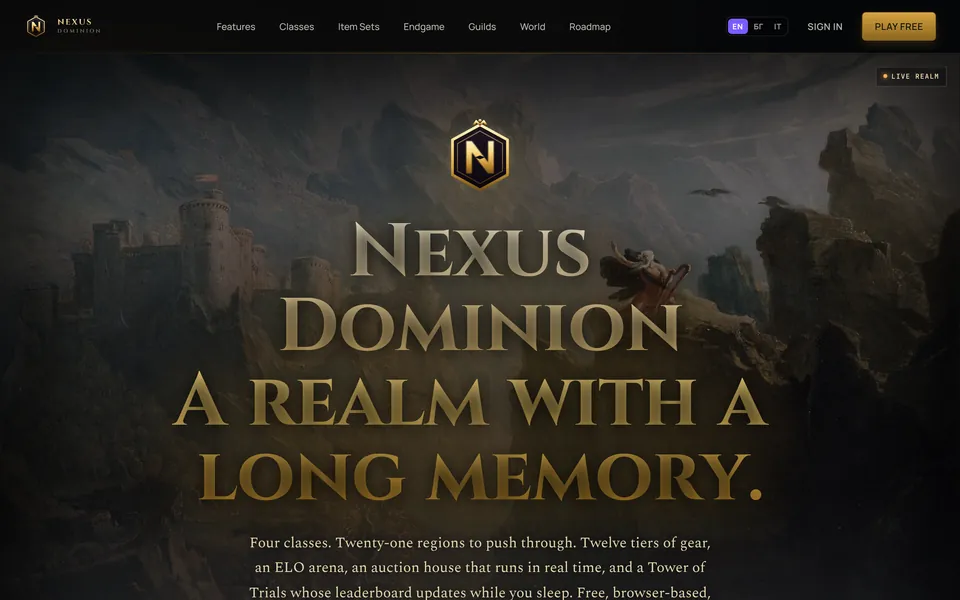 NEXUS
DOMINION
Features
Classes
Item Sets
Endgame
Guilds
World
Roadmap
EN
БГ
IT
SIGN IN
PLAY FREE
LIVE REALM
N
NEXUS
DOMINION
A REALM WITH A
LONG MEMORY.
Four classes. Twenty-one regions to push through. Twelve tiers of gear,
an ELO arena, an auction house that runs in real time, and a Tower of
Trials whose leaderboard updates while you sleep. Free, browser-based,